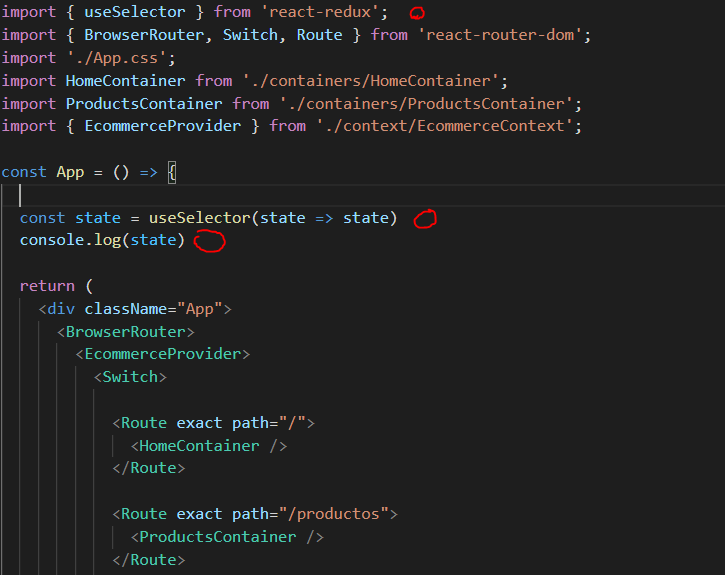 import { useSelector } from 'react-redux';
import { BrowserRouter, Switch, Route } from 'react-router-dom';
import './App.css';
import HomeContainer from './containers/HomeContainer';
import ProductsContainer from './containers/ProductsContainer';
import { EcommerceProvider } from './context/EcommerceContext';
const App = () => {
const state = useSelector(state => state)
console.log(state)
return (
<div className="App">
<BrowserRouter>
<EcommerceProvider>
<Switch>
<Route exact path="/">
<HomeContainer />
</Route>
<Route exact path="/productos">
<ProductsContainer />
</Route>